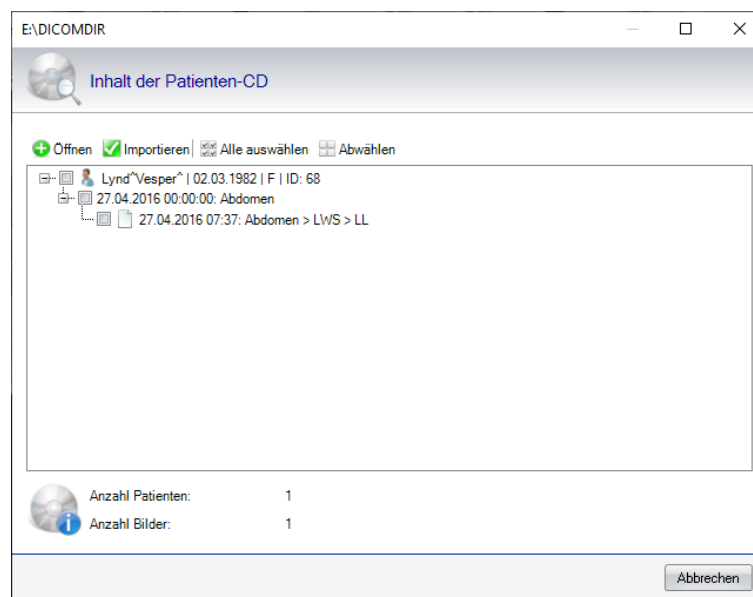 E:\DICOMDIR
Inhalt der Patienten-CD
Öffnen Importieren Alle auswählen Abwählen
Lynd^Vesper^ | 02.03.1982 | F | ID: 68
27.04.2016 00:00:00: Abdomen
27.04.2016 07:37: Abdomen > LWS > LL
Anzahl Patienten: 1
Anzahl Bilder: 1
Abbrechen